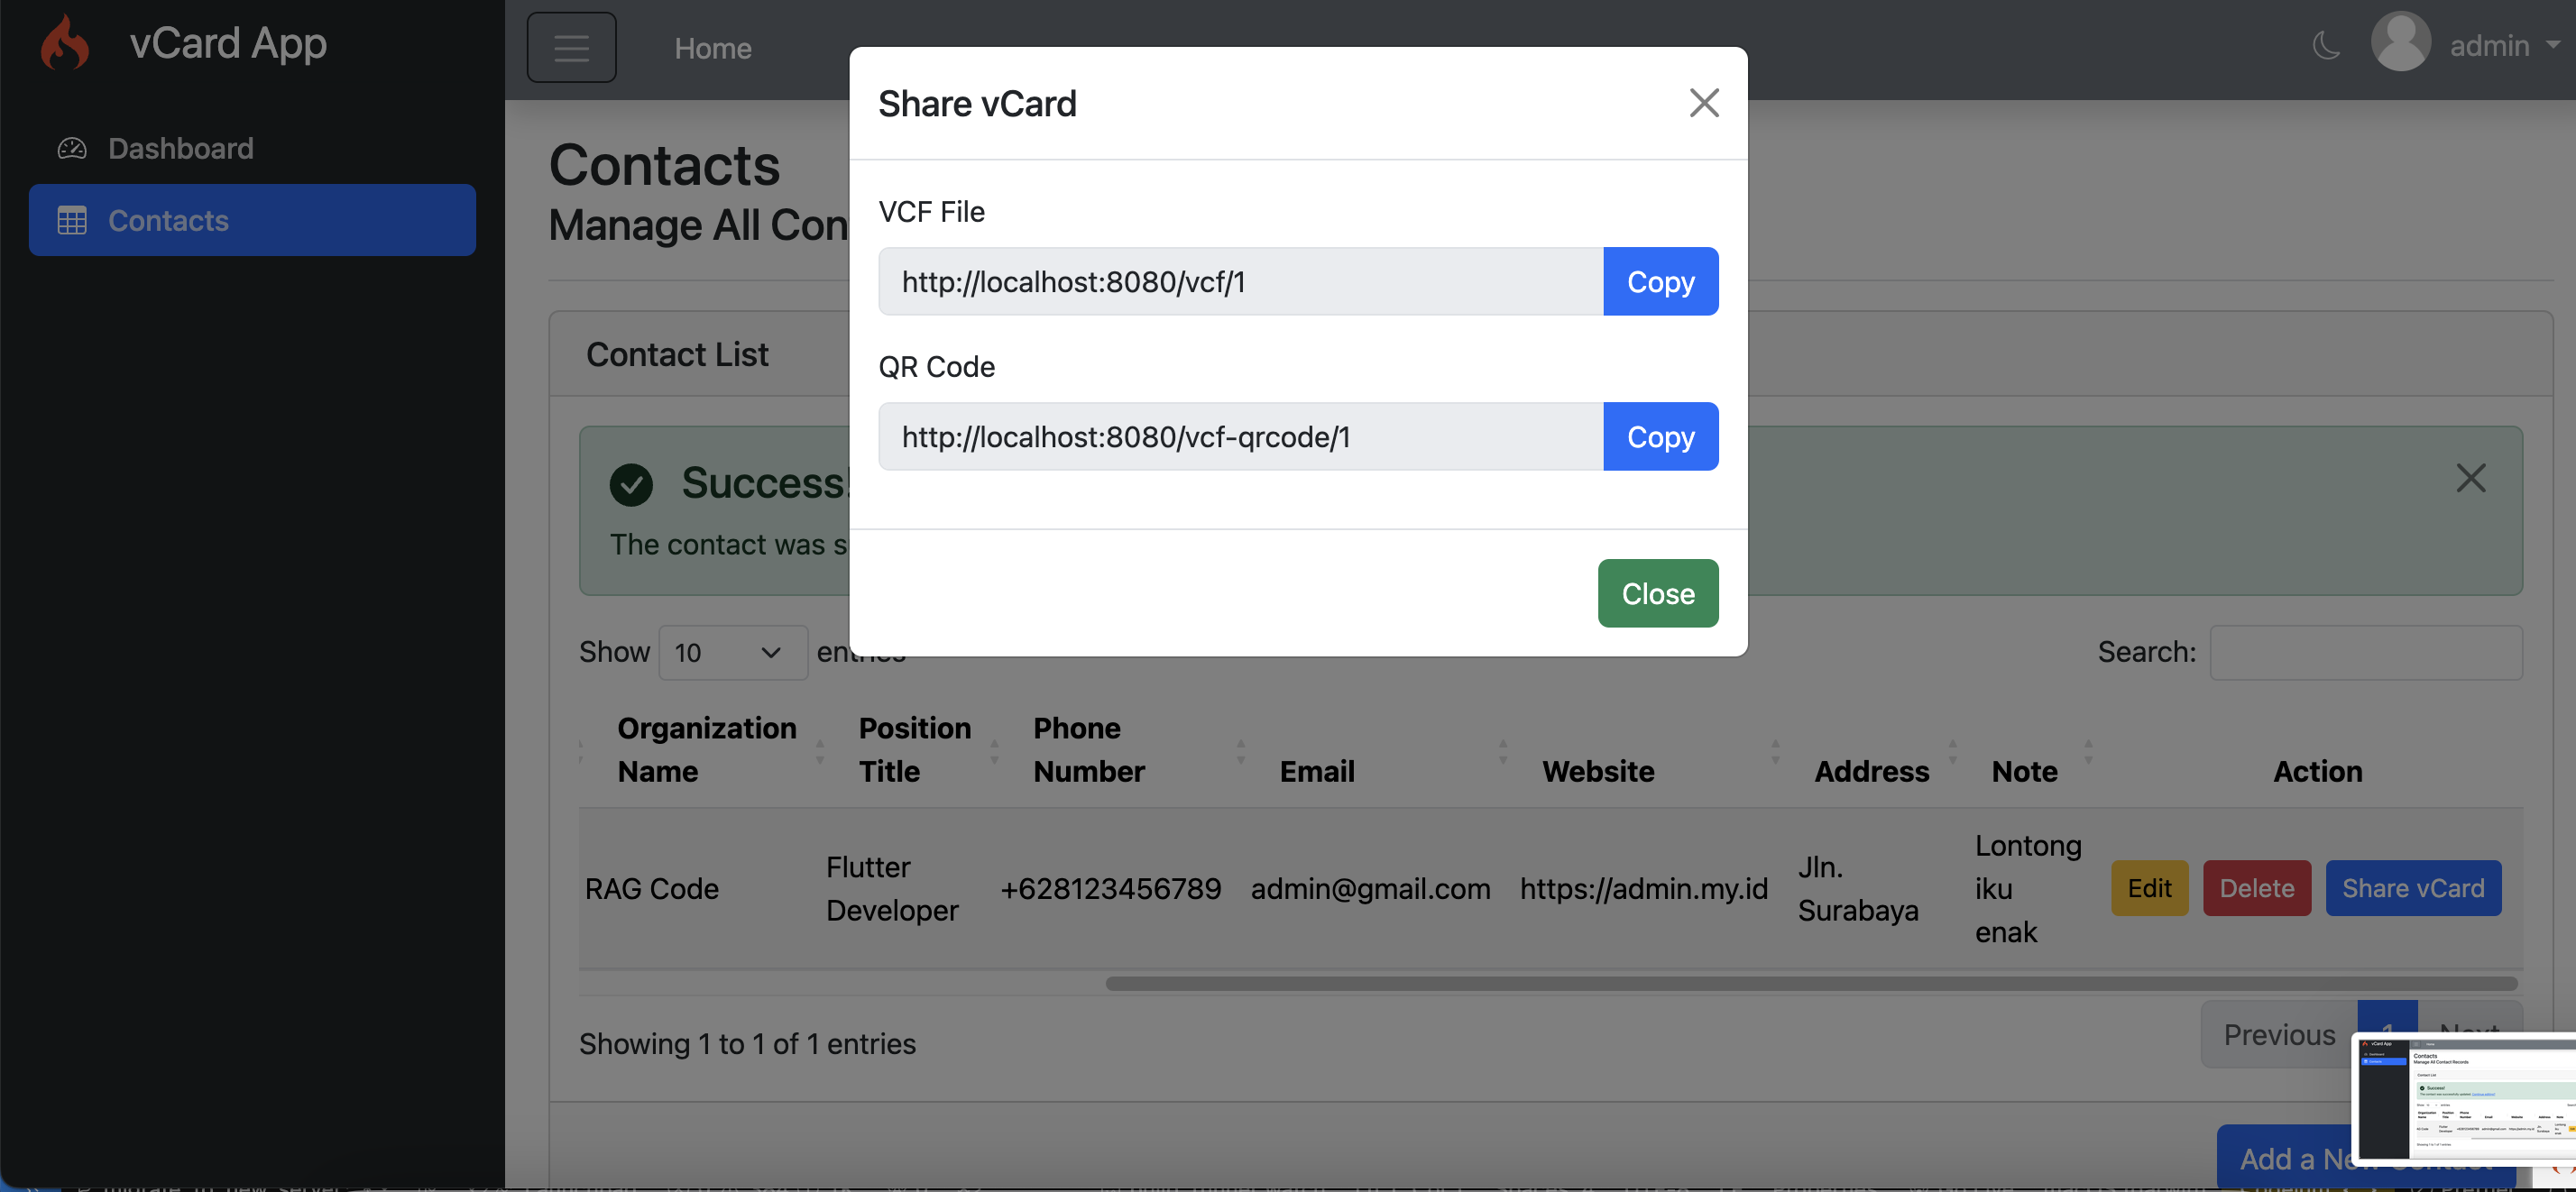 vCard App
Home
admin
Dashboard
Contacts
Contacts
Manage All Con
Share vCard
VCF File
http://localhost:8080/vcf/1
Copy
QR Code
http://localhost:8080/vcf-qrcode/1
Copy
Close
Contact List
Success!
The contact was s
Show 10 entries
Search:
Organization Name
Position Title
Phone Number
Email
Website
Address
Note
Action
RAG Code
Flutter Developer
+628123456789
admin@gmail.com
https://admin.my.id
Jln. Surabaya
Lontong iku enak
Edit
Delete
Share vCard
Showing 1 to 1 of 1 entries
Previous
1
Next
Add a New Contact